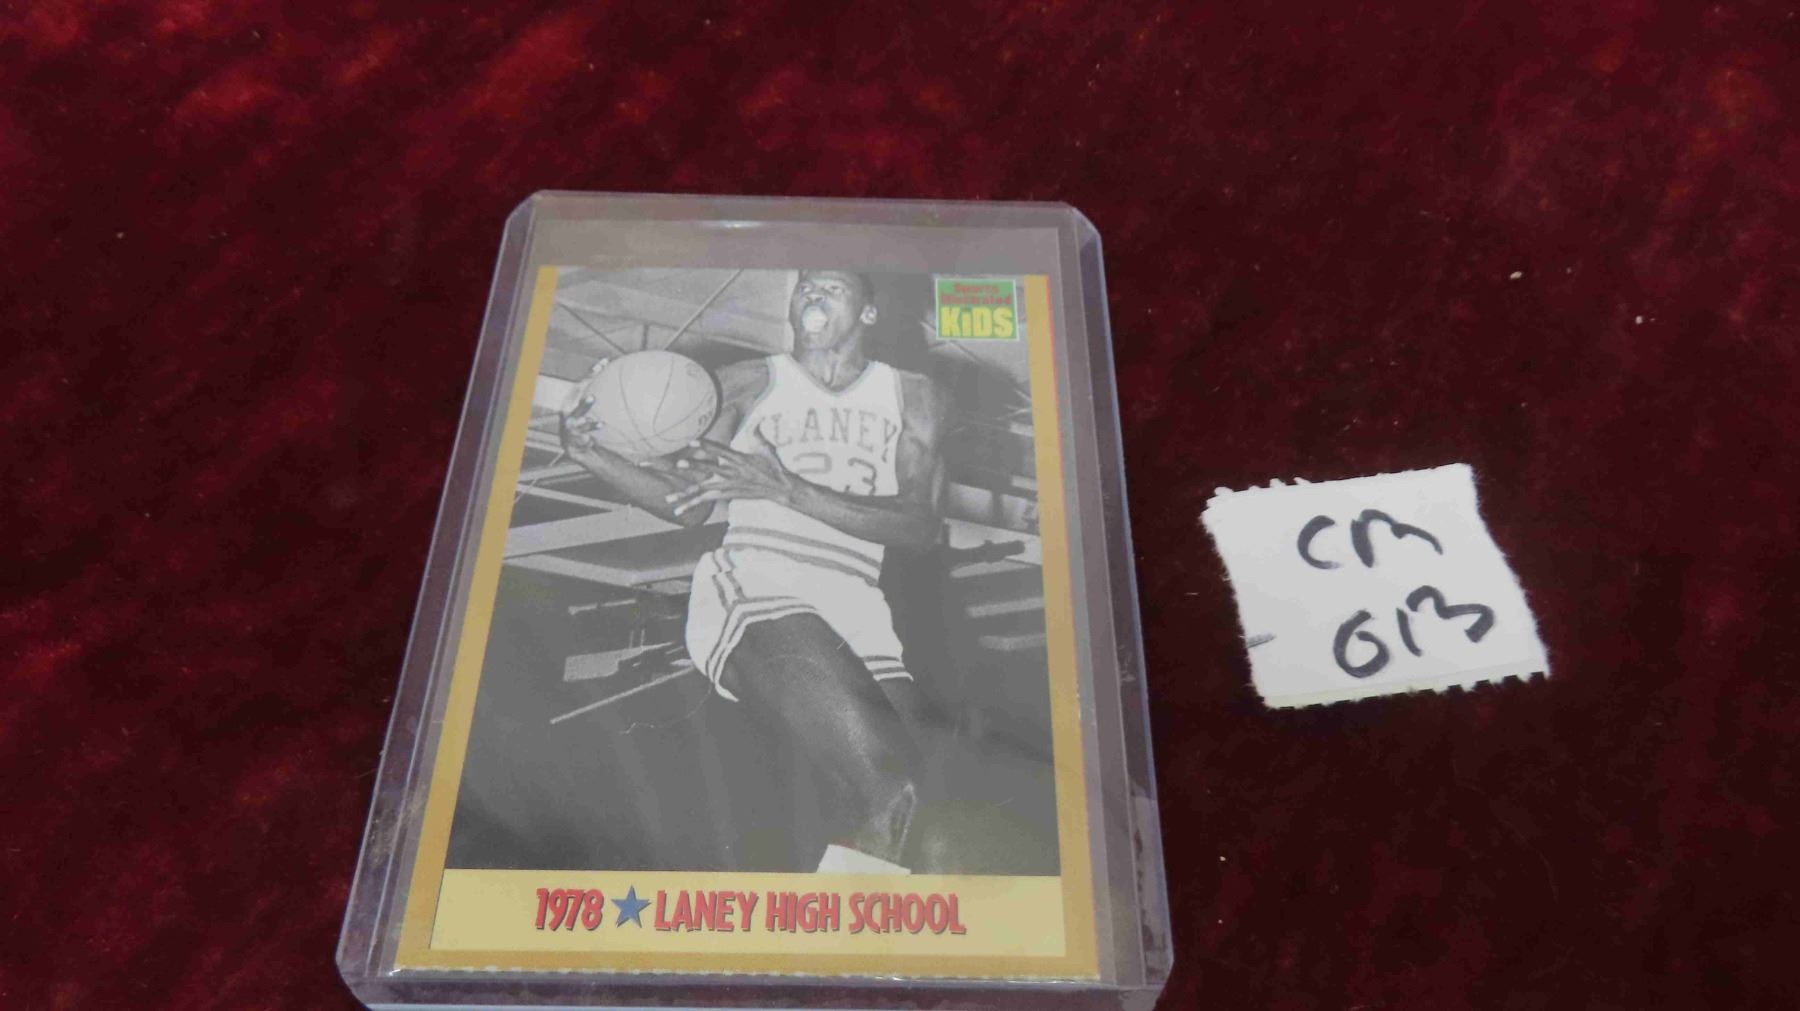 Sports
Illustrated
KiDS
LANEY
23
1978 ★ LANEY HIGH SCHOOL
CM
013